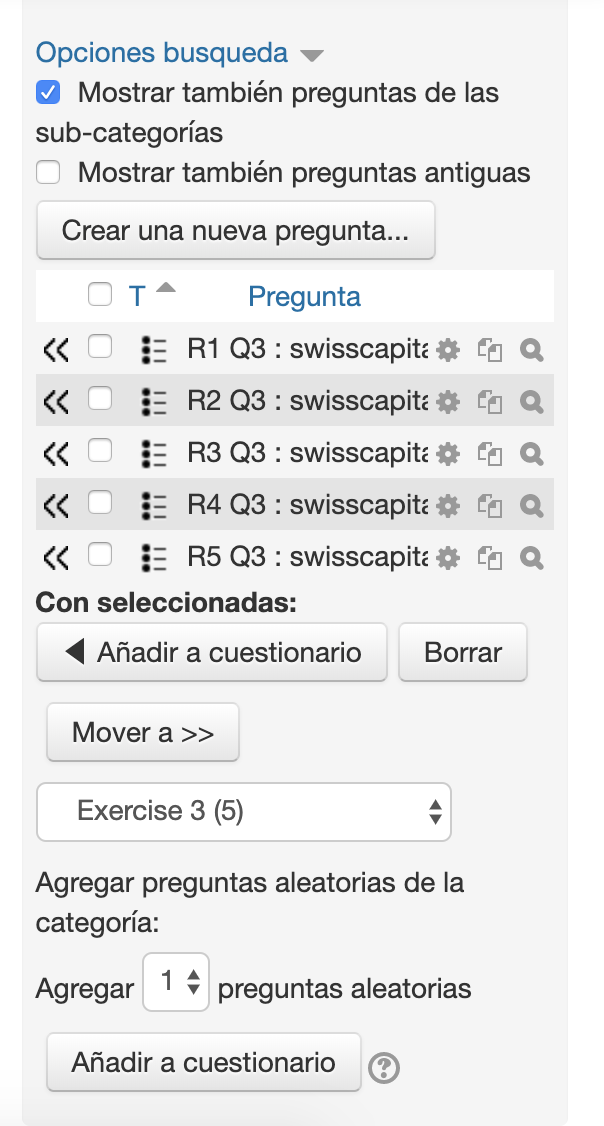 Opciones busqueda
Mostrar también preguntas de las
sub-categorías
Mostrar también preguntas antiguas
Crear una nueva pregunta...
T Pregunta
R1 Q3 : swisscapita
R2 Q3 : swisscapita
R3 Q3 : swisscapita
R4 Q3 : swisscapita
R5 Q3 : swisscapita
Con seleccionadas:
Añadir a cuestionario Borrar
Mover a >>
Exercise 3 (5)
Agregar preguntas aleatorias de la
categoría:
Agregar 1 preguntas aleatorias
Añadir a cuestionario ?